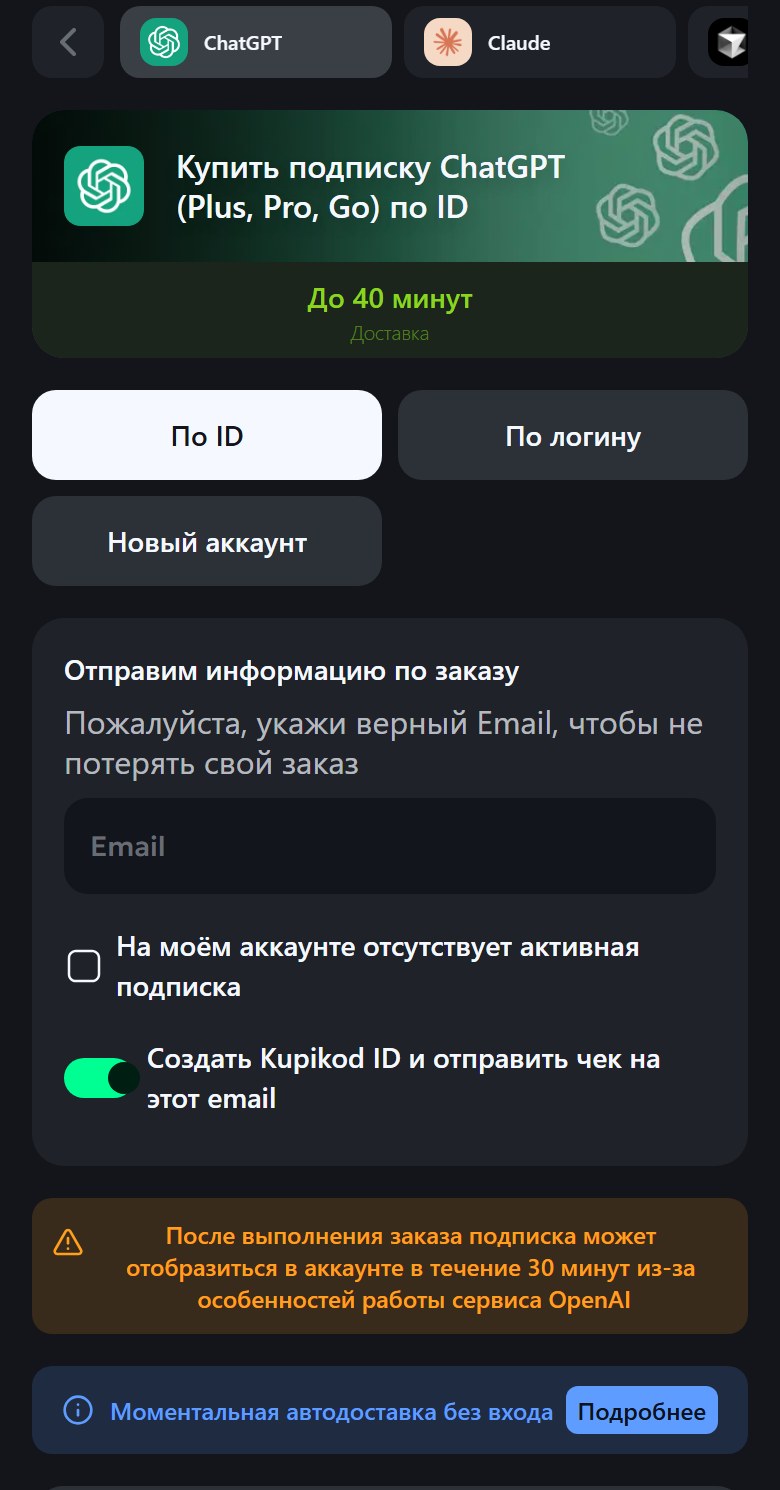 ChatGPT
Claude
Купить подписку ChatGPT
(Plus, Pro, Go) по ID
До 40 минут
Доставка
По ID
По логину
Новый аккаунт
Отправим информацию по заказу
Пожалуйста, укажи верный Email, чтобы не
потерять свой заказ
Email
На моём аккаунте отсутствует активная
подписка
Создать Kupikod ID и отправить чек на
этот email
После выполнения заказа подписка может
отобразиться в аккаунте в течение 30 минут из-за
особенностей работы сервиса OpenAI
Моментальная автодоставка без входа
Подробнее